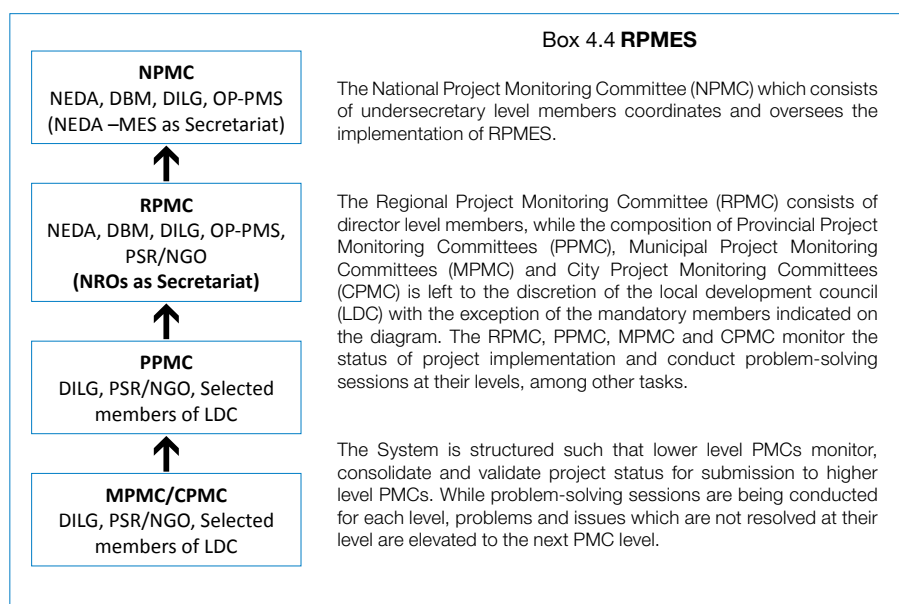 Box 4.4 RPMES
NPMC
NEDA, DBM, DILG, OP-PMS
(NEDA –MES as Secretariat)
The National Project Monitoring Committee (NPMC) which consists
of undersecretary level members coordinates and oversees the
implementation of RPMES.
RPMC
NEDA, DBM, DILG, OP-PMS,
PSR/NGO
(NROs as Secretariat)
The Regional Project Monitoring Committee (RPMC) consists of
director level members, while the composition of Provincial Project
Monitoring Committees (PPMC), Municipal Project Monitoring
Committees (MPMC) and City Project Monitoring Committees
(CPMC) is left to the discretion of the local development council
(LDC) with the exception of the mandatory members indicated on
the diagram. The RPMC, PPMC, MPMC and CPMC monitor the
status of project implementation and conduct problem-solving
sessions at their levels, among other tasks.
PPMC
DILG, PSR/NGO, Selected
members of LDC
The System is structured such that lower level PMCs monitor,
consolidate and validate project status for submission to higher
level PMCs. While problem-solving sessions are being conducted
for each level, problems and issues which are not resolved at their
level are elevated to the next PMC level.
MPMC/CPMC
DILG, PSR/NGO, Selected
members of LDC